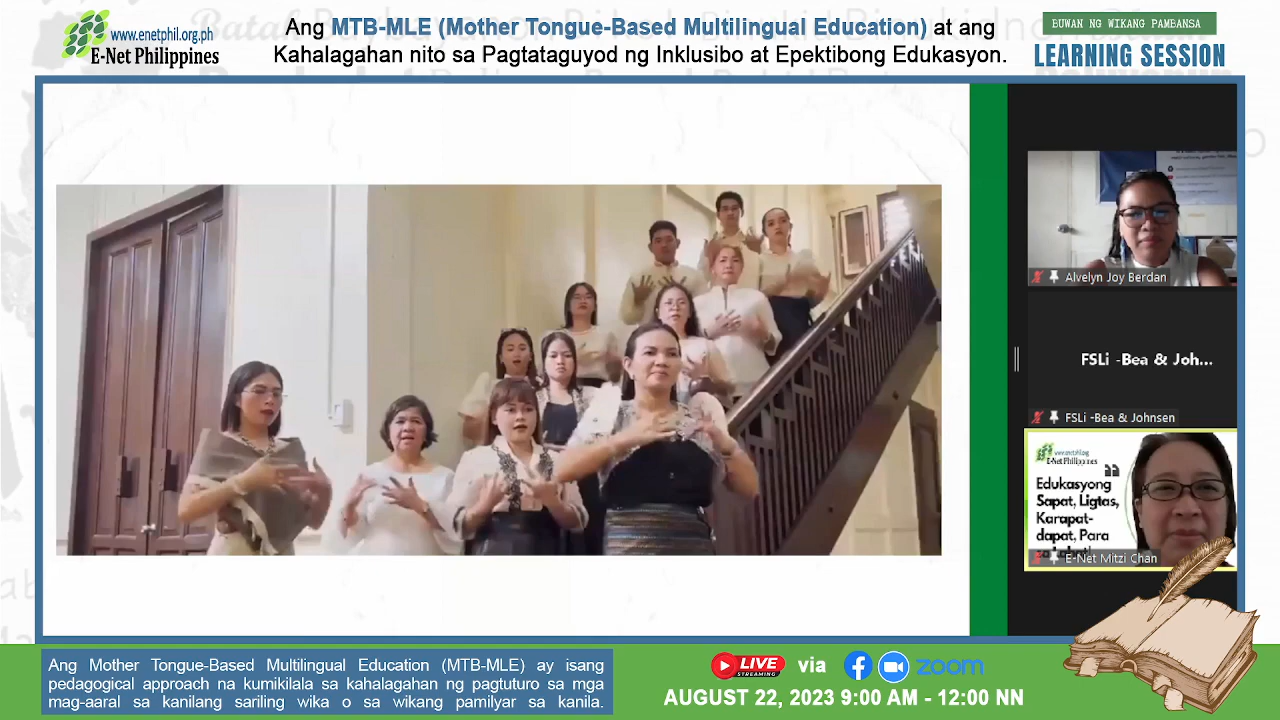 www.enetphil.org.ph
E-Net Philippines
Ang MTB-MLE (Mother Tongue-Based Multilingual Education) at ang
Kahalagahan nito sa Pagtataguyod ng Inklusibo at Epektibong Edukasyon.
BUWAN NG WIKANG PAMBANSA
LEARNING SESSION
Alvelyn Joy Berdan
FSLi -Bea & Joh...
FSLi -Bea & Johnsen
E-Net Philippines
Edukasyong
Sapat, Ligtas,
Karapat-
dapat, Para
E-Net Mitzi Chan
Ang Mother Tongue-Based Multilingual Education (MTB-MLE) ay isang
pedagogical approach na kumikilala sa kahalagahan ng pagtuturo sa mga
mag-aaral sa kanilang sariling wika o sa wikang pamilyar sa kanila.
LIVE
STREAMING
via
zoom
AUGUST 22, 2023 9:00 AM - 12:00 NN